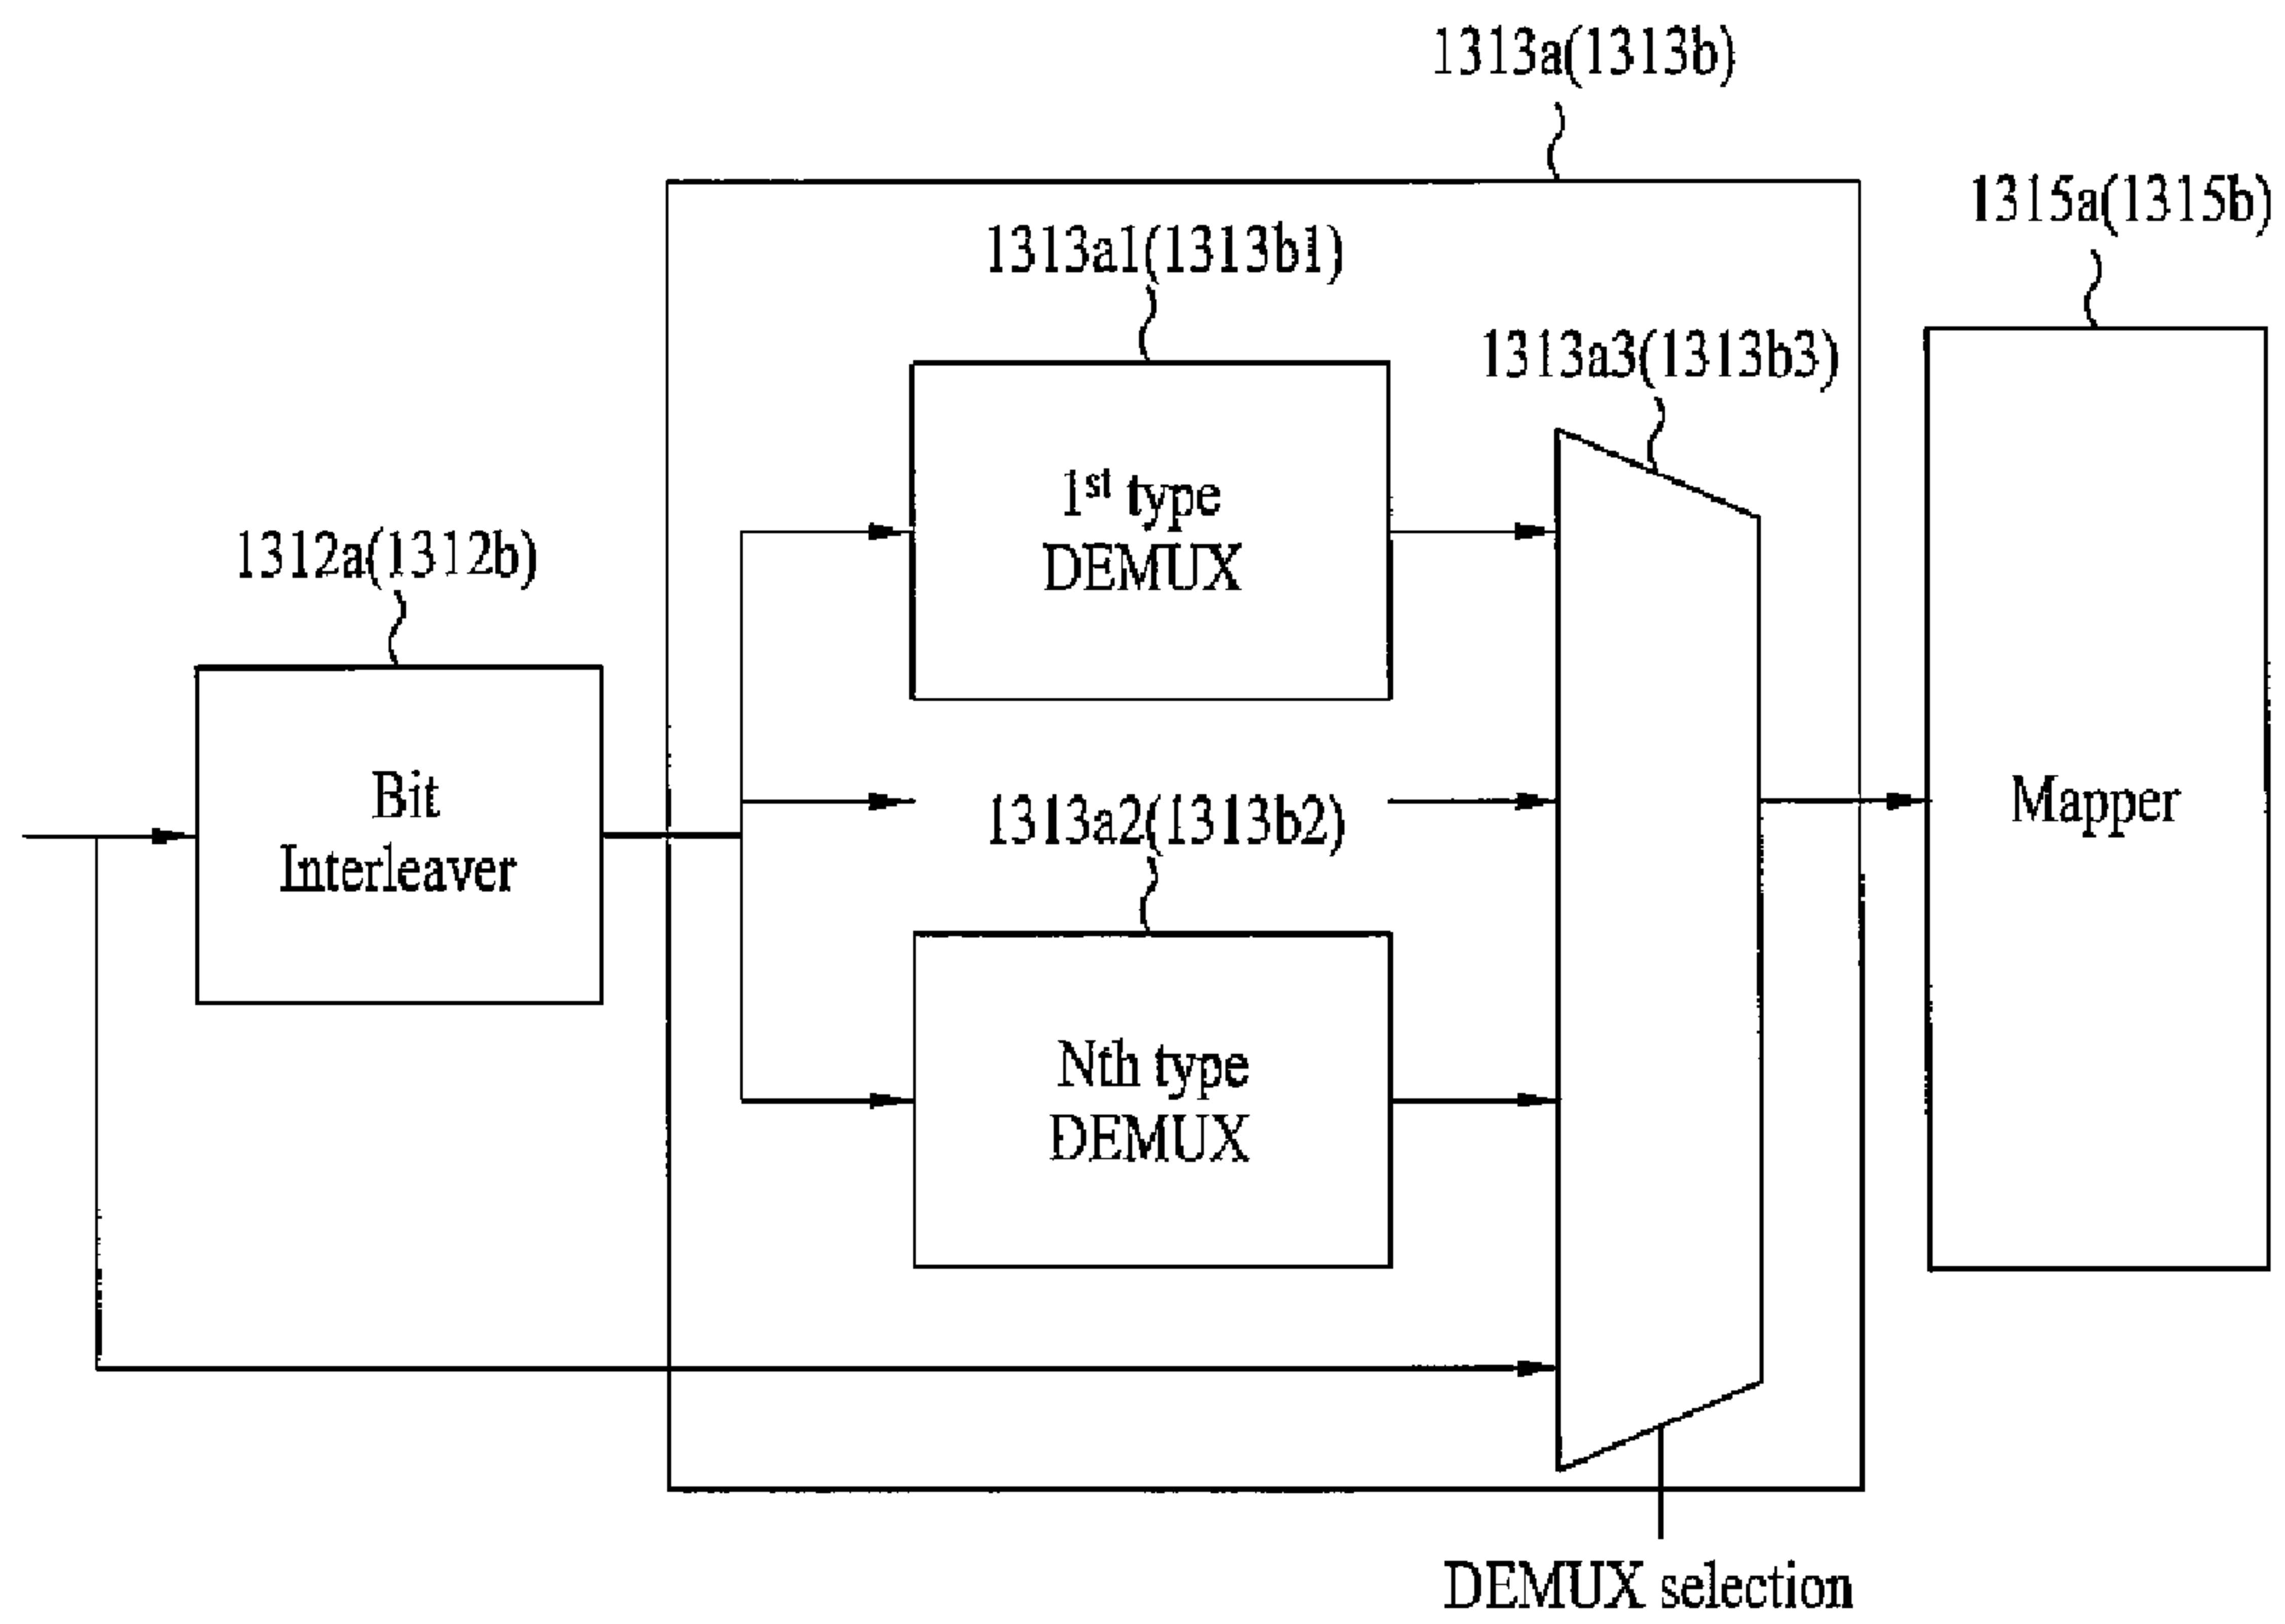 1313a(1313b)
1315a(1315b)
1313a1(1313b1)
1313a3(1313b3)
1st type
DEMUX
1312a(1312b)
Bit
Interleaver
1313a2(1313b2)
Mapper
Nth type
DEMUX
DEMUX selection